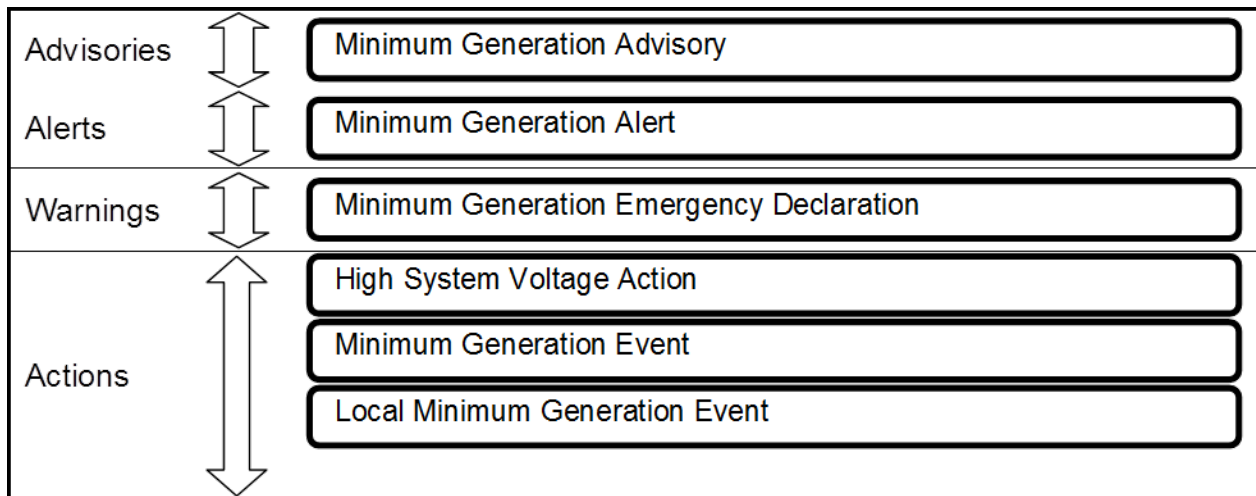 Advisories
Minimum Generation Advisory
Alerts
Minimum Generation Alert
Warnings
Minimum Generation Emergency Declaration
Actions
High System Voltage Action
Minimum Generation Event
Local Minimum Generation Event